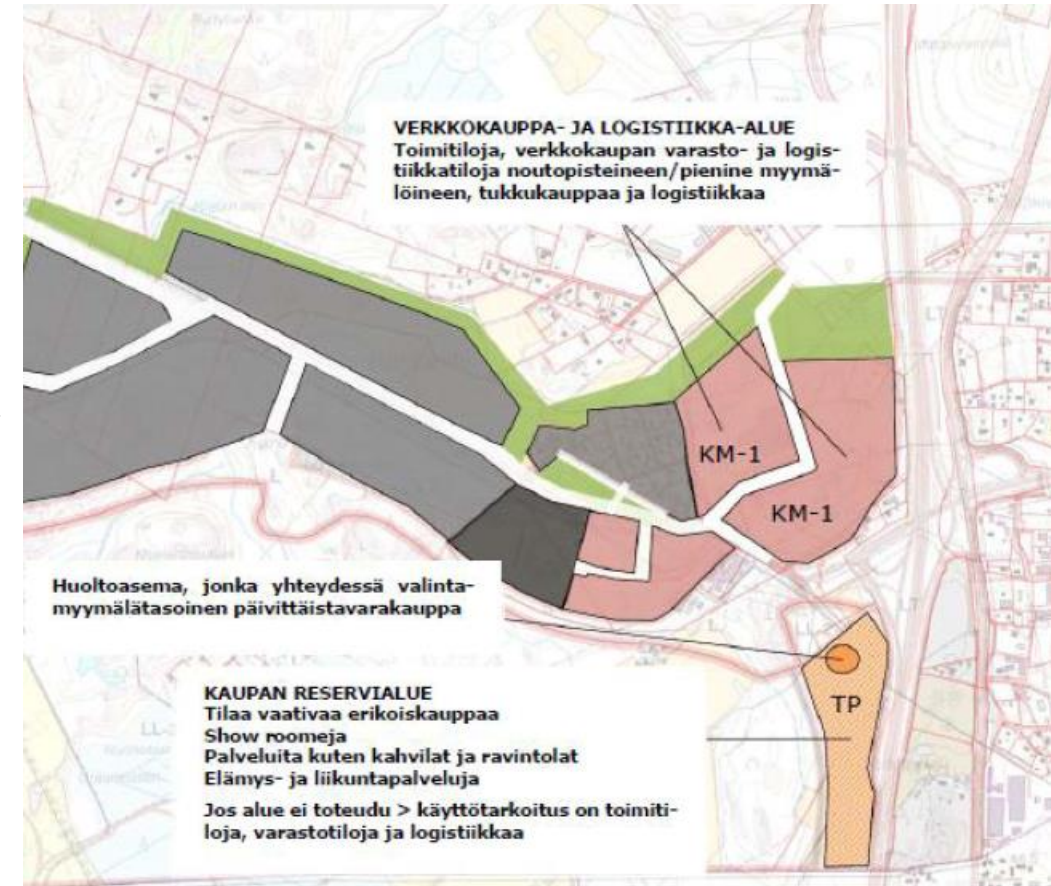 VERKKOKAUPPA- JA LOGISTIIKKA-ALUE
Toimitiloja, verkkokaupan varasto- ja logis-
tiikkatiloja noutopisteineen/pienine myymä-
löineen, tukkukauppaa ja logistiikkaa
KM-1
KM-1
Huoltoasema, jonka yhteydessä valinta-
myymälätasoinen päivittäistavarakauppa
TP
KAUPAN RESERVIALUE
Tilaa vaativaa erikoiskauppaa
Show roomeja
Palveluita kuten kahvilat ja ravintolat
Elämys- ja liikuntapalveluja
Jos alue ei toteudu > käyttötarkoitus on toimiti-
loja, varastotiloja ja logistiikkaa
LT
LT